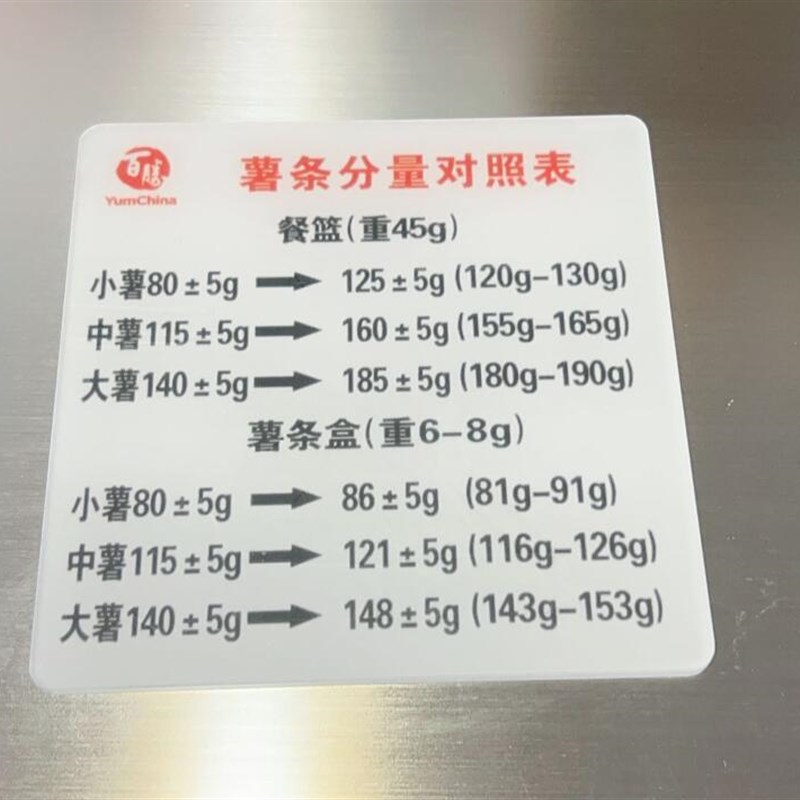 百膳
YumChina
薯条分量对照表
餐篮(重45g)
小薯80±5g → 125±5g (120g-130g)
中薯115±5g → 160±5g (155g-165g)
大薯140±5g → 185±5g (180g-190g)
薯条盒(重6-8g)
小薯80±5g → 86±5g (81g-91g)
中薯115±5g → 121±5g (116g-126g)
大薯140±5g → 148±5g (143g-153g)